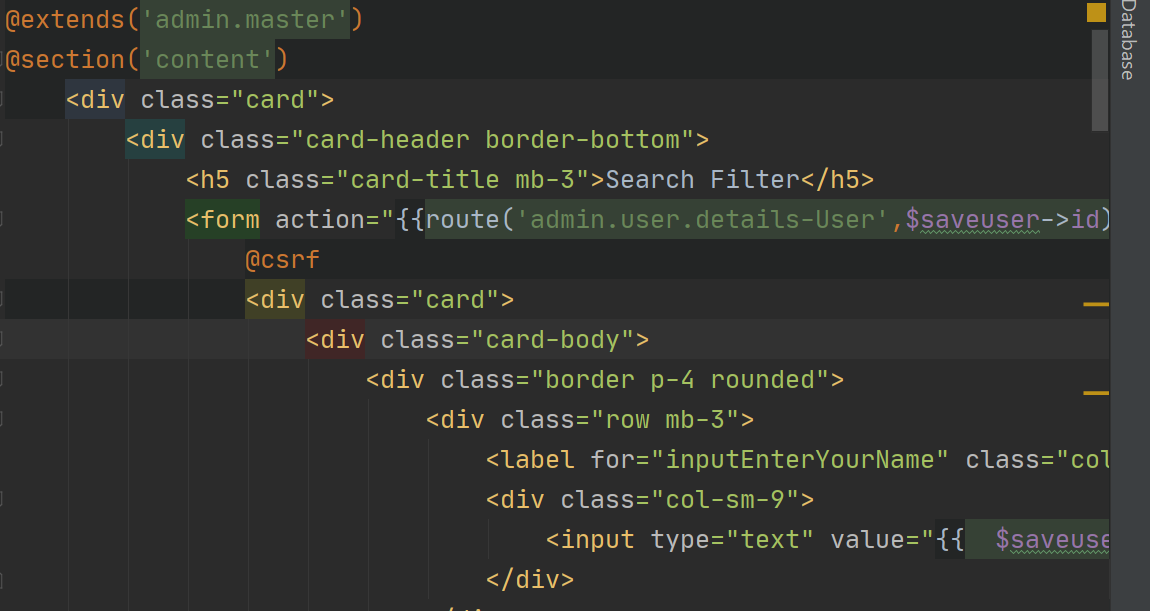 @extends('admin.master')
@section('content')
<div class="card">
<div class="card-header border-bottom">
<h5 class="card-title mb-3">Search Filter</h5>
<form action="{{route('admin.user.details-User',$saveuser->id)
@csrf
<div class="card">
<div class="card-body">
<div class="border p-4 rounded">
<div class="row mb-3">
<label for="inputEnterYourName" class="col
<div class="col-sm-9">
<input type="text" value="{{ $saveuse
</div>
Database